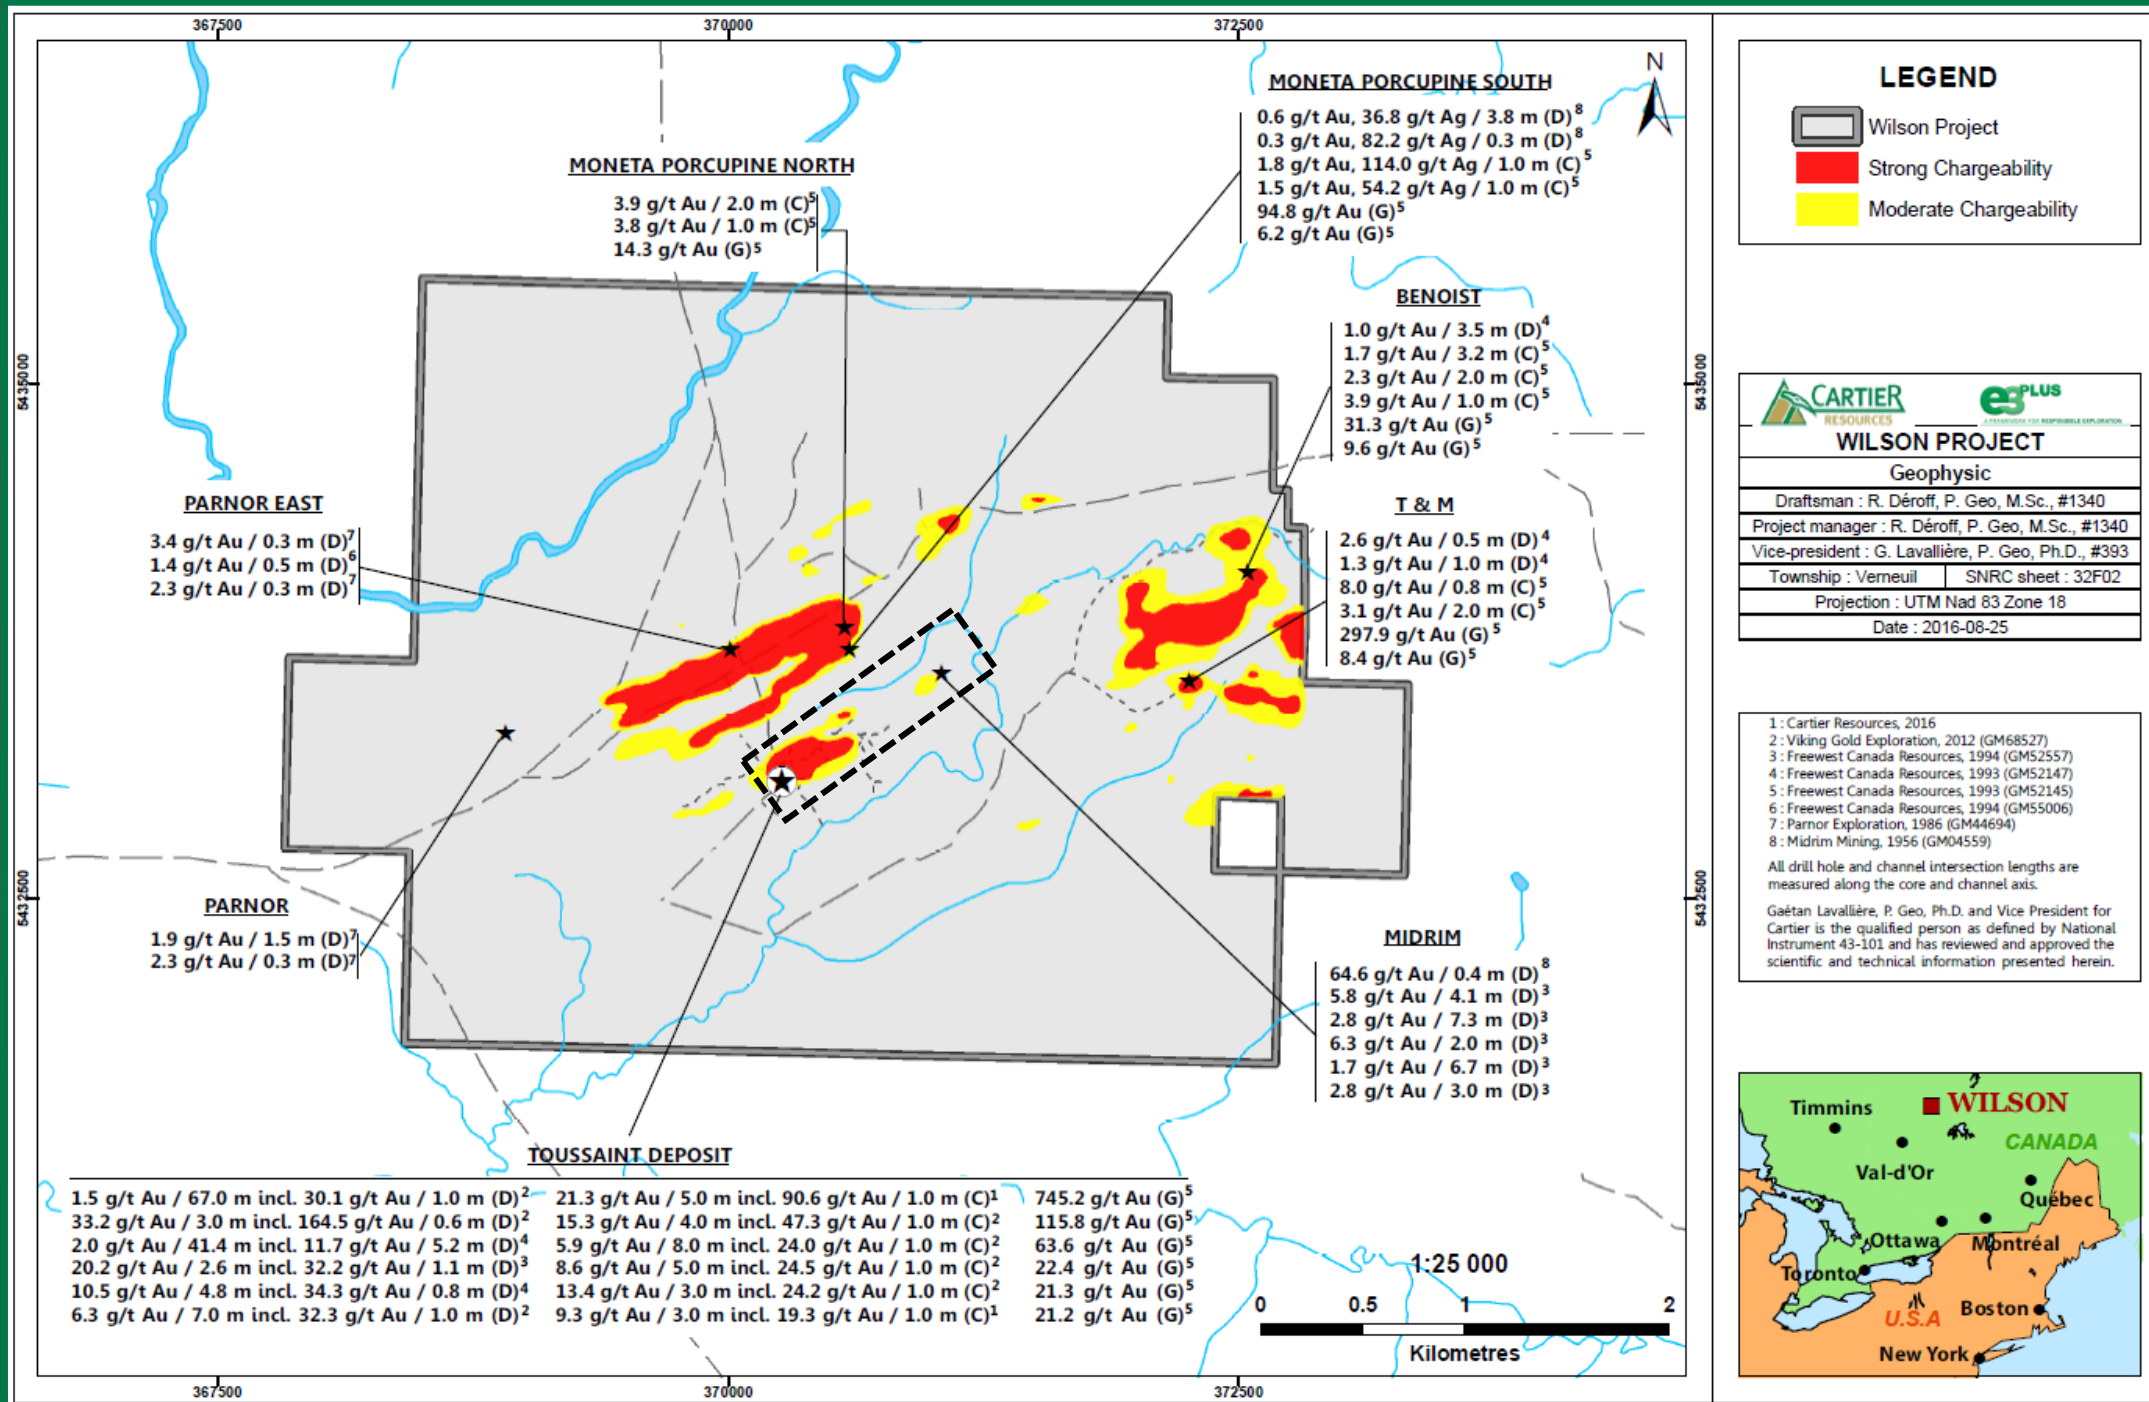 367500
370000
372500
N
MONETA PORCUPINE SOUTH
0.6 g/t Au, 36.8 g/t Ag / 3.8 m (D)8
0.3 g/t Au, 82.2 g/t Ag / 0.3 m (D)8
1.8 g/t Au, 114.0 g/t Ag / 1.0 m (C)5
1.5 g/t Au, 54.2 g/t Ag / 1.0 m (C)5
94.8 g/t Au (G)5
6.2 g/t Au (G)5
MONETA PORCUPINE NORTH
3.9 g/t Au / 2.0 m (C)5
3.8 g/t Au / 1.0 m (C)5
14.3 g/t Au (G)5
BENOIST
1.0 g/t Au / 3.5 m (D)4
1.7 g/t Au / 3.2 m (C)5
2.3 g/t Au / 2.0 m (C)5
3.9 g/t Au / 1.0 m (C)5
31.3 g/t Au (G)5
9.6 g/t Au (G)5
5435000
5435000
PARNOR EAST
3.4 g/t Au / 0.3 m (D)7
1.4 g/t Au / 0.5 m (D)6
2.3 g/t Au / 0.3 m (D)7
T & M
2.6 g/t Au / 0.5 m (D)4
1.3 g/t Au / 1.0 m (D)4
8.0 g/t Au / 0.8 m (C)5
3.1 g/t Au / 2.0 m (C)5
297.9 g/t Au (G)5
8.4 g/t Au (G)5
5432500
5432500
PARNOR
1.9 g/t Au / 1.5 m (D)7
2.3 g/t Au / 0.3 m (D)7
MIDRIM
64.6 g/t Au / 0.4 m (D)8
5.8 g/t Au / 4.1 m (D)3
2.8 g/t Au / 7.3 m (D)3
6.3 g/t Au / 2.0 m (D)3
1.7 g/t Au / 6.7 m (D)3
2.8 g/t Au / 3.0 m (D)3
TOUSSAINT DEPOSIT
1.5 g/t Au / 67.0 m incl. 30.1 g/t Au / 1.0 m (D)2
33.2 g/t Au / 3.0 m incl. 164.5 g/t Au / 0.6 m (D)2
2.0 g/t Au / 41.4 m incl. 11.7 g/t Au / 5.2 m (D)4
20.2 g/t Au / 2.6 m incl. 32.2 g/t Au / 1.1 m (D)3
10.5 g/t Au / 4.8 m incl. 34.3 g/t Au / 0.8 m (D)4
6.3 g/t Au / 7.0 m incl. 32.3 g/t Au / 1.0 m (D)2
21.3 g/t Au / 5.0 m incl. 90.6 g/t Au / 1.0 m (C)1
15.3 g/t Au / 4.0 m incl. 47.3 g/t Au / 1.0 m (C)2
5.9 g/t Au / 8.0 m incl. 24.0 g/t Au / 1.0 m (C)2
8.6 g/t Au / 5.0 m incl. 24.5 g/t Au / 1.0 m (C)2
13.4 g/t Au / 3.0 m incl. 24.2 g/t Au / 1.0 m (C)2
9.3 g/t Au / 3.0 m incl. 19.3 g/t Au / 1.0 m (C)1
745.2 g/t Au (G)5
115.8 g/t Au (G)5
63.6 g/t Au (G)5
22.4 g/t Au (G)5
21.3 g/t Au (G)5
21.2 g/t Au (G)5
1:25 000
0 0.5 1 2
Kilometres
367500
370000
372500
LEGEND
Wilson Project
Strong Chargeability
Moderate Chargeability
CARTIER
RESOURCES
e3 PLUS
A FRAMEWORK FOR RESPONSIBLE EXPLORATION
WILSON PROJECT
Geophysic
Draftsman : R. Déroff, P. Geo, M.Sc., #1340
Project manager : R. Déroff, P. Geo, M.Sc., #1340
Vice-president : G. Lavallière, P. Geo, Ph.D., #393
Township : Verneuil SNRC sheet : 32F02
Projection : UTM Nad 83 Zone 18
Date : 2016-08-25
1 : Cartier Resources, 2016
2 : Viking Gold Exploration, 2012 (GM68527)
3 : Freewest Canada Resources, 1994 (GM52557)
4 : Freewest Canada Resources, 1993 (GM52147)
5 : Freewest Canada Resources, 1993 (GM52145)
6 : Freewest Canada Resources, 1994 (GM55006)
7 : Parnor Exploration, 1986 (GM44694)
8 : Midrim Mining, 1956 (GM04559)
All drill hole and channel intersection lengths are
measured along the core and channel axis.
Gaétan Lavallière, P. Geo, Ph.D. and Vice President for
Cartier is the qualified person as defined by National
Instrument 43-101 and has reviewed and approved the
scientific and technical information presented herein.
Timmins
WILSON
CANADA
Val-d'Or
Québec
Ottawa
Montréal
Toronto
Boston
U.S.A
New York